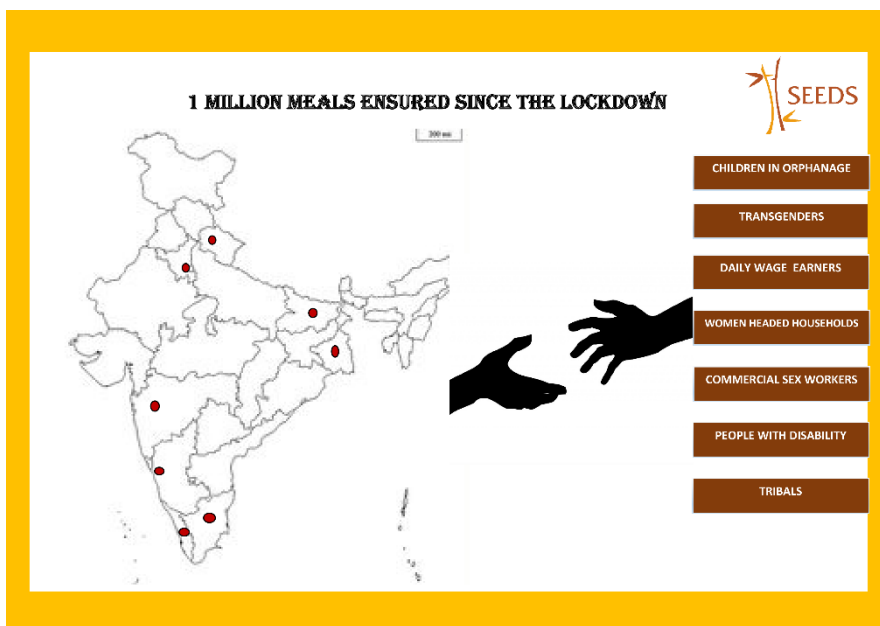 1 MILLION MEALS ENSURED SINCE THE LOCKDOWN
SEEDS
CHILDREN IN ORPHANAGE
TRANSGENDERS
DAILY WAGE EARNERS
WOMEN HEADED HOUSEHOLDS
COMMERCIAL SEX WORKERS
PEOPLE WITH DISABILITY
TRIBALS